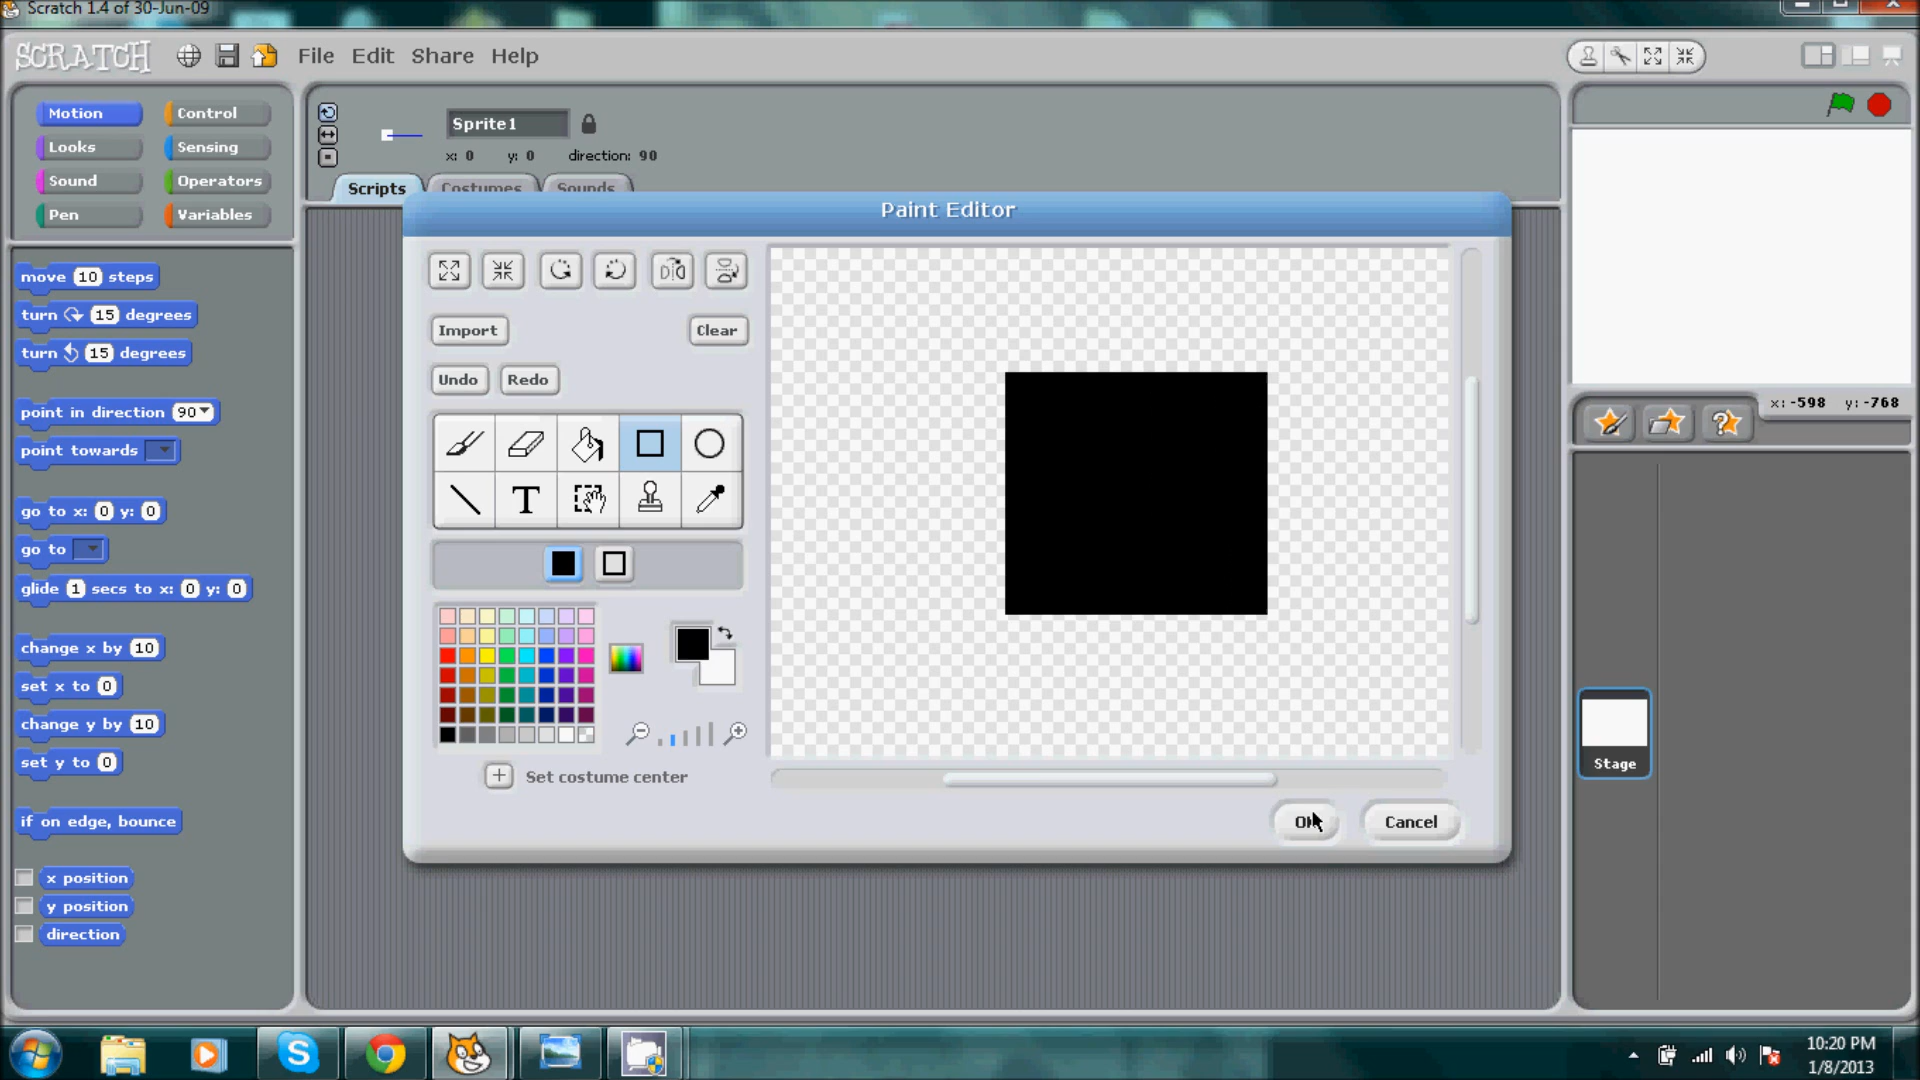 Scratch 1.4 of 30-Jun-09
SCRATCH File Edit Share Help
Motion Control
Looks Sensing
Sound Operators
Pen Variables
Sprite1
x: 0 y: 0 direction: 90
Scripts Costumes Sounds
Paint Editor
move 10 steps
turn 15 degrees
turn 15 degrees
point in direction 90
point towards
go to x: 0 y: 0
go to
glide 1 secs to x: 0 y: 0
change x by 10
set x to 0
change y by 10
set y to 0
if on edge, bounce
x position
y position
direction
Import Clear
Undo Redo
T
Set costume center
OK Cancel
x: -598 y: -768
Stage
10:20 PM
1/8/2013